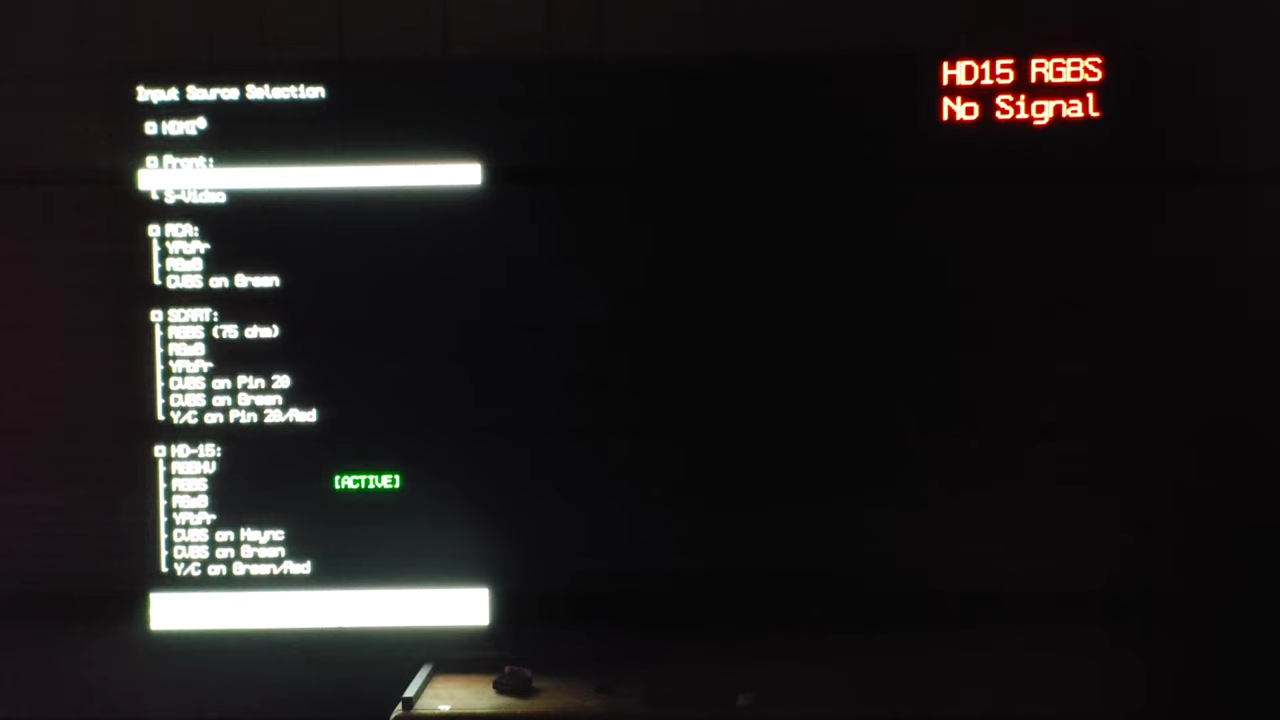 Input Source Selection
HDMI®
Front:
S-Video
RCA:
YPbPr
RGsB
CVBS on Green
SCART:
RGBS (75 ohm)
RGsB
YPbPr
CVBS on Pin 20
CVBS on Green
Y/C on Pin 20/Red
HD-15:
RGBHV
RGBS [ACTIVE]
RGsB
YPbPr
CVBS on Hsync
CVBS on Green
Y/C on Green/Red
HD15 RGBS
No Signal